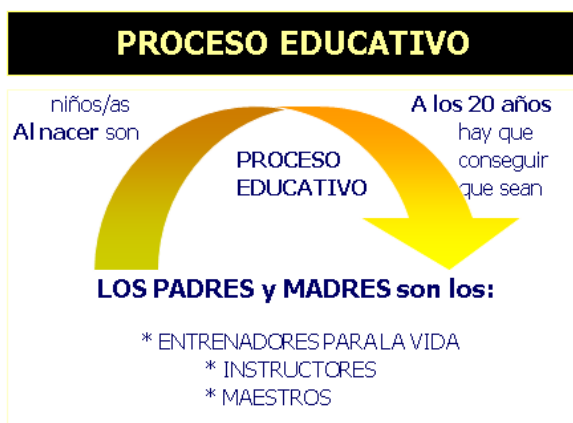 PROCESO EDUCATIVO
niños/as
Al nacer son
A los 20 años
hay que
conseguir
que sean
PROCESO
EDUCATIVO
LOS PADRES y MADRES son los:
* ENTRENADORES PARA LA VIDA
* INSTRUCTORES
* MAESTROS